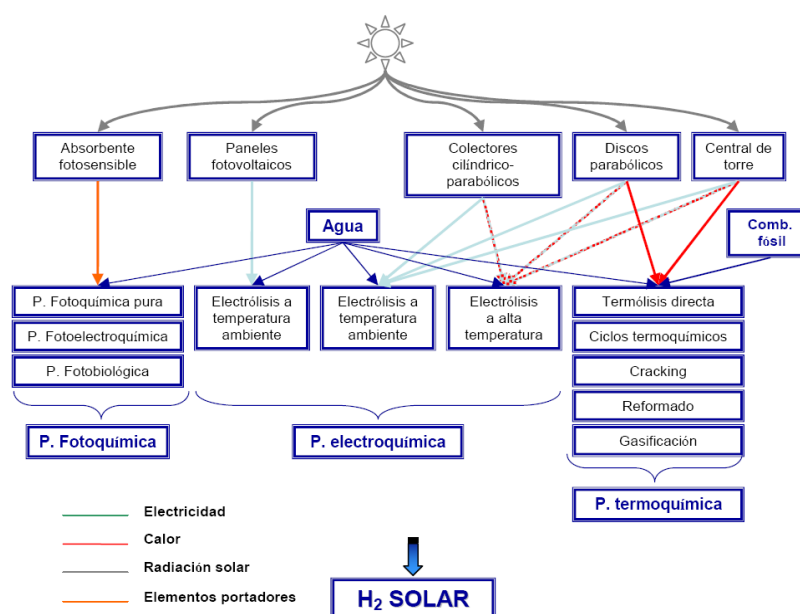 Absorbente
fotosensible
Paneles
fotovoltaicos
Colectores
cilíndrico-
parabólicos
Discos
parabólicos
Central de
torre
Agua
Comb.
fósil
P. Fotoquímica pura
P. Fotoelectroquímica
P. Fotobiológica
Electrólisis a
temperatura
ambiente
Electrólisis a
temperatura
ambiente
Electrólisis
a alta
temperatura
Termólisis directa
Ciclos termoquímicos
Cracking
Reformado
Gasificación
P. Fotoquímica
P. electroquímica
P. termoquímica
Electricidad
Calor
Radiación solar
Elementos portadores
H₂ SOLAR